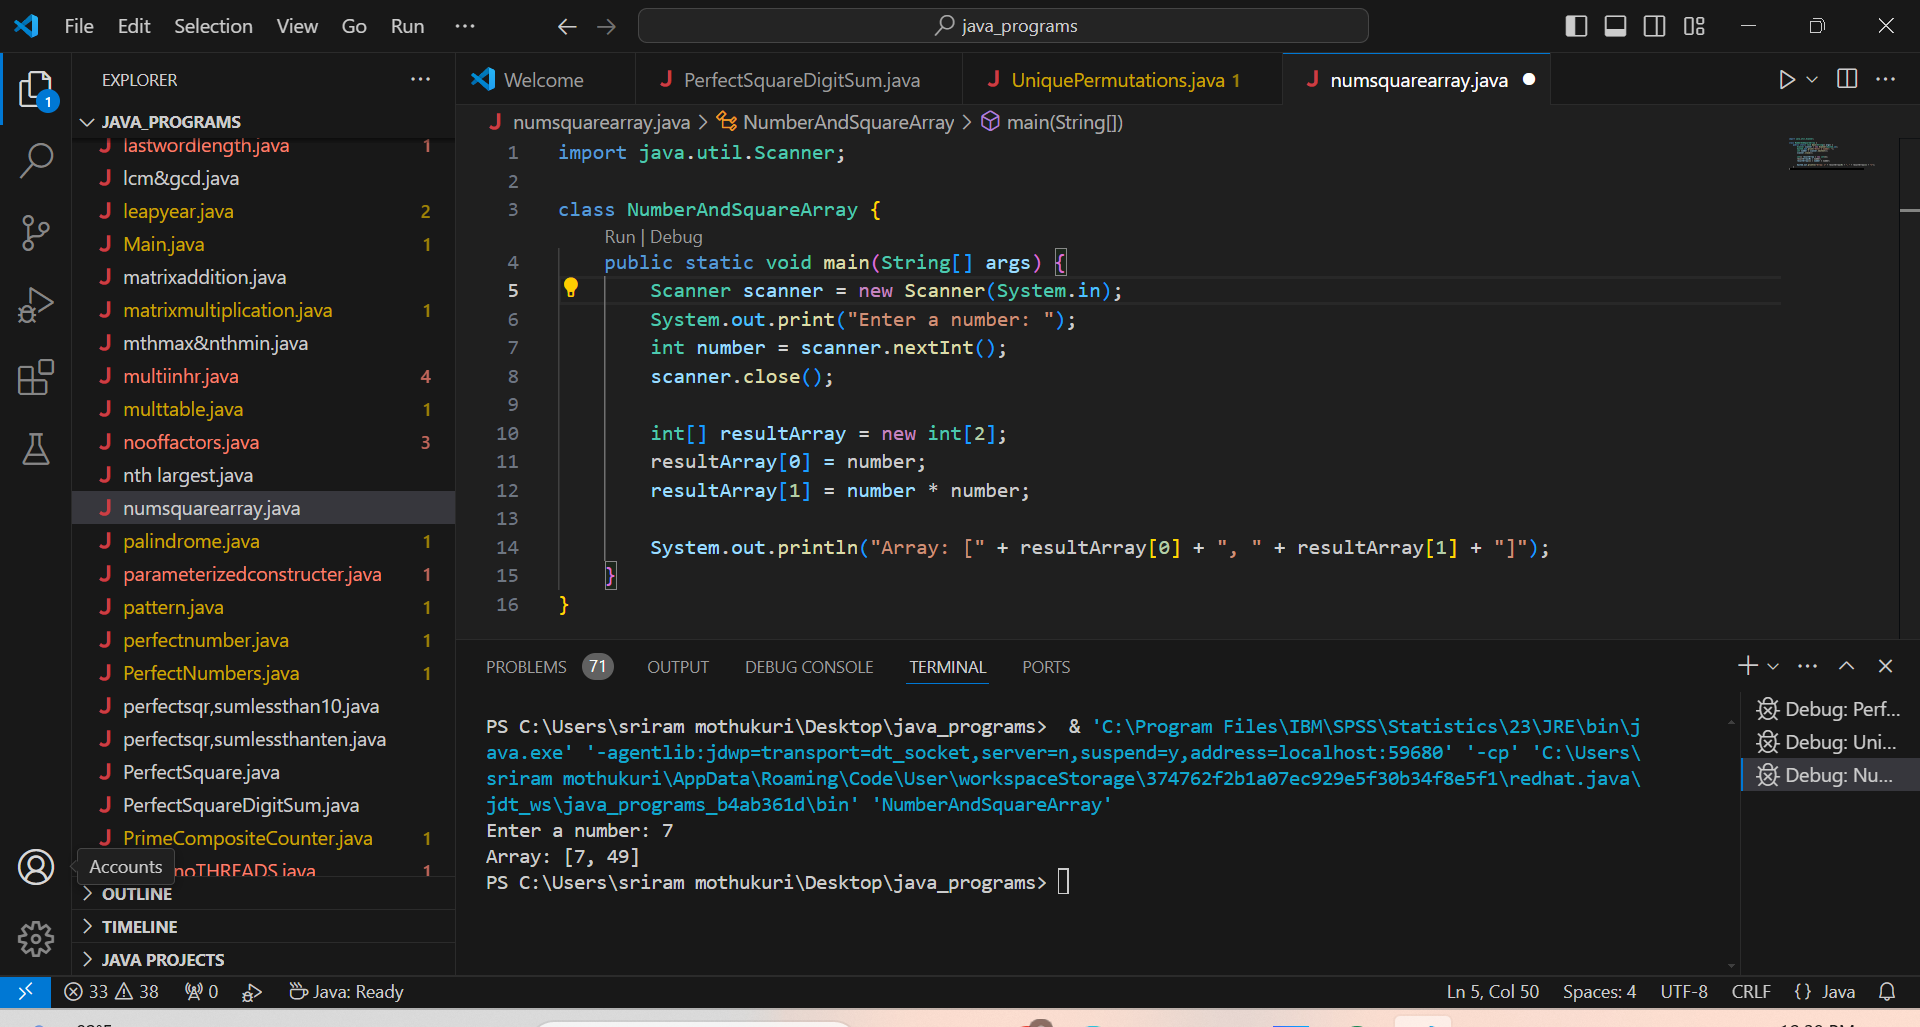 File Edit Selection View Go Run ··· java_programs
EXPLORER ···
JAVA_PROGRAMS
lastwordlength.java 1
lcm&gcd.java
leapyear.java 2
Main.java 1
matrixaddition.java
matrixmultiplication.java 1
mthmax&nthmin.java
multiinhr.java 4
multtable.java 1
nooffactors.java 3
nth largest.java
numsquarearray.java
palindrome.java 1
parameterizedconstructer.java 1
pattern.java 1
perfectnumber.java 1
PerfectNumbers.java 1
perfectsqr,sumlessthan10.java
perfectsqr,sumlessthanten.java
PerfectSquare.java
PerfectSquareDigitSum.java
PrimeCompositeCounter.java 1
noTHREADS.java 1
1
Accounts
OUTLINE
TIMELINE
JAVA PROJECTS
Welcome PerfectSquareDigitSum.java UniquePermutations.java 1 numsquarearray.java
numsquarearray.java > NumberAndSquareArray > main(String[])
1 import java.util.Scanner;
2
3 class NumberAndSquareArray {
Run | Debug
4 public static void main(String[] args) {
5 Scanner scanner = new Scanner(System.in);
6 System.out.print("Enter a number: ");
7 int number = scanner.nextInt();
8 scanner.close();
9
10 int[] resultArray = new int[2];
11 resultArray[0] = number;
12 resultArray[1] = number * number;
13
14 System.out.println("Array: [" + resultArray[0] + ", " + resultArray[1] + "]");
15 }
16 }
PROBLEMS 71 OUTPUT DEBUG CONSOLE TERMINAL PORTS
PS C:\Users\sriram mothukuri\Desktop\java_programs> & 'C:\Program Files\IBM\SPSS\Statistics\23\JRE\bin\j
ava.exe' '-agentlib:jdwp=transport=dt_socket,server=n,suspend=y,address=localhost:59680' '-cp' 'C:\Users\
sriram mothukuri\AppData\Roaming\Code\User\workspaceStorage\374762f2b1a07ec929e5f30b34f8e5f1\redhat.java\
jdt_ws\java_programs_b4ab361d\bin' 'NumberAndSquareArray'
Enter a number: 7
Array: [7, 49]
PS C:\Users\sriram mothukuri\Desktop\java_programs>
Debug: Perf...
Debug: Uni...
Debug: Nu...
33 38 0 Java: Ready Ln 5, Col 50 Spaces: 4 UTF-8 CRLF {} Java